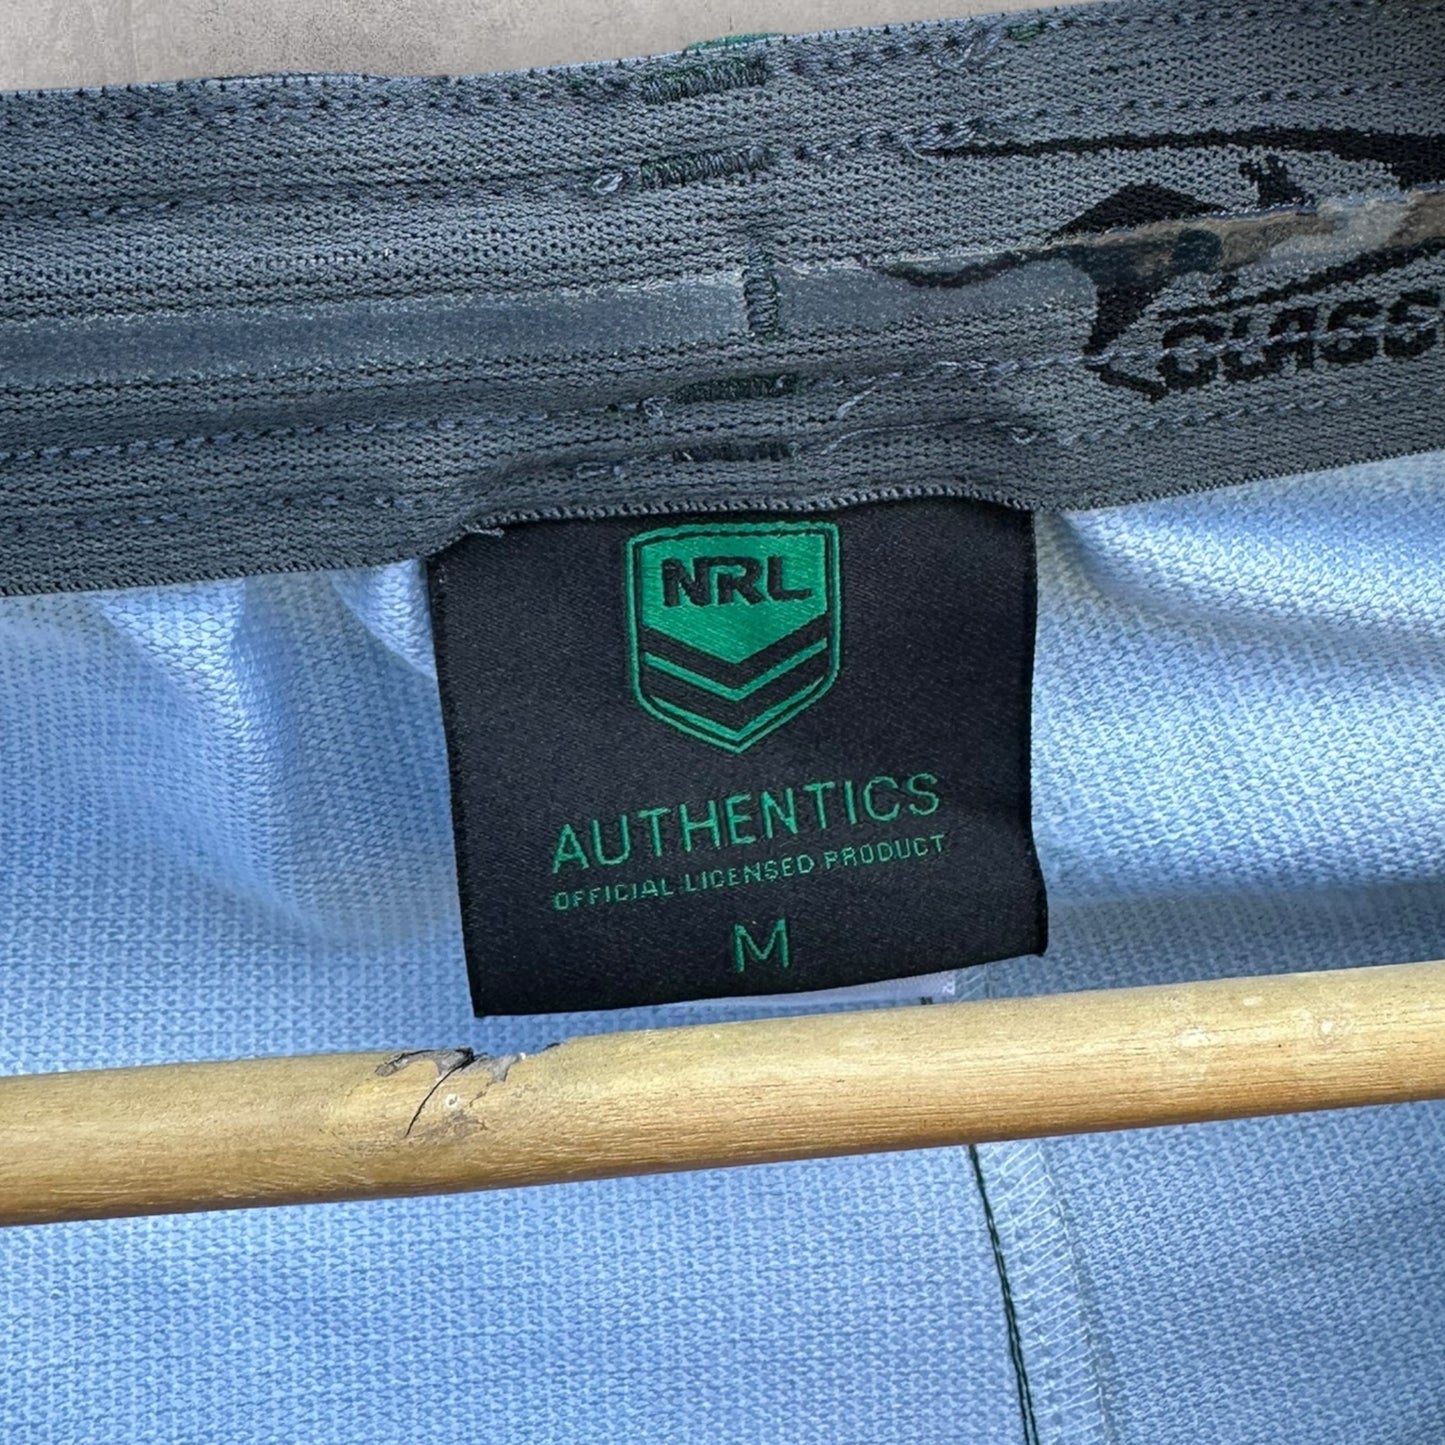 NRL
AUTHENTICS
OFFICIAL LICENSED PRODUCT
M